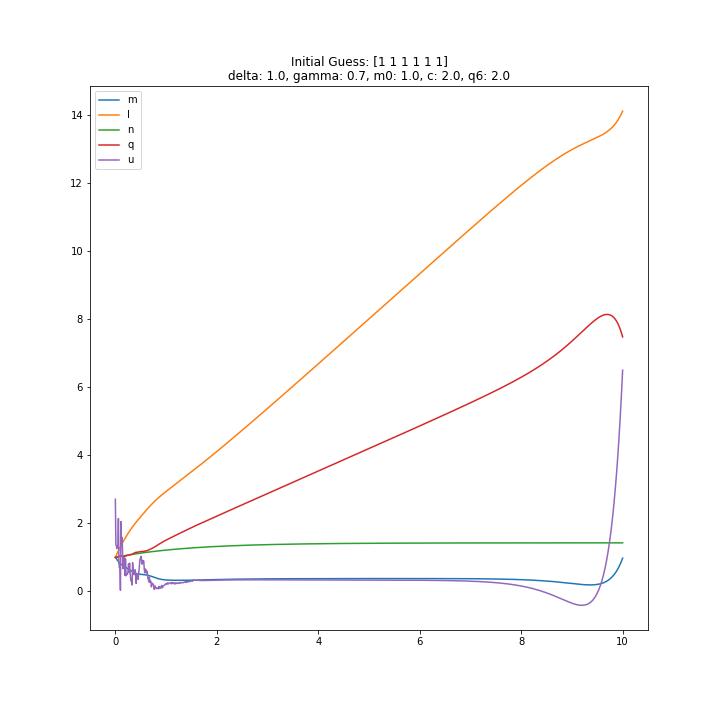 Initial Guess: [1 1 1 1 1 1]
delta: 1.0, gamma: 0.7, m0: 1.0, c: 2.0, q6: 2.0
m
l
n
q
u
14
12
10
8
6
4
2
0
0 2 4 6 8 10